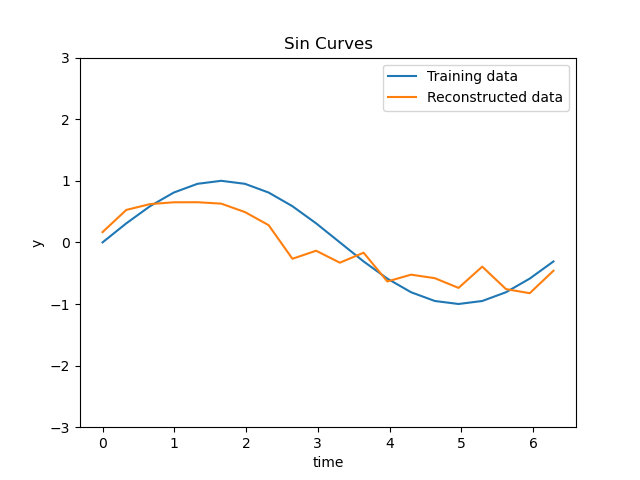 Sin Curves
Training data
Reconstructed data
3
2
1
0
−1
−2
−3
y
0 1 2 3 4 5 6
time